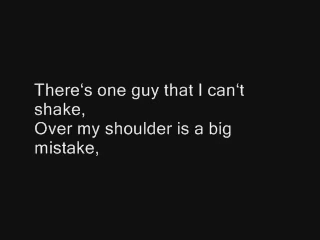 There‘s one guy that I can‘t
shake,
Over my shoulder is a big
mistake,